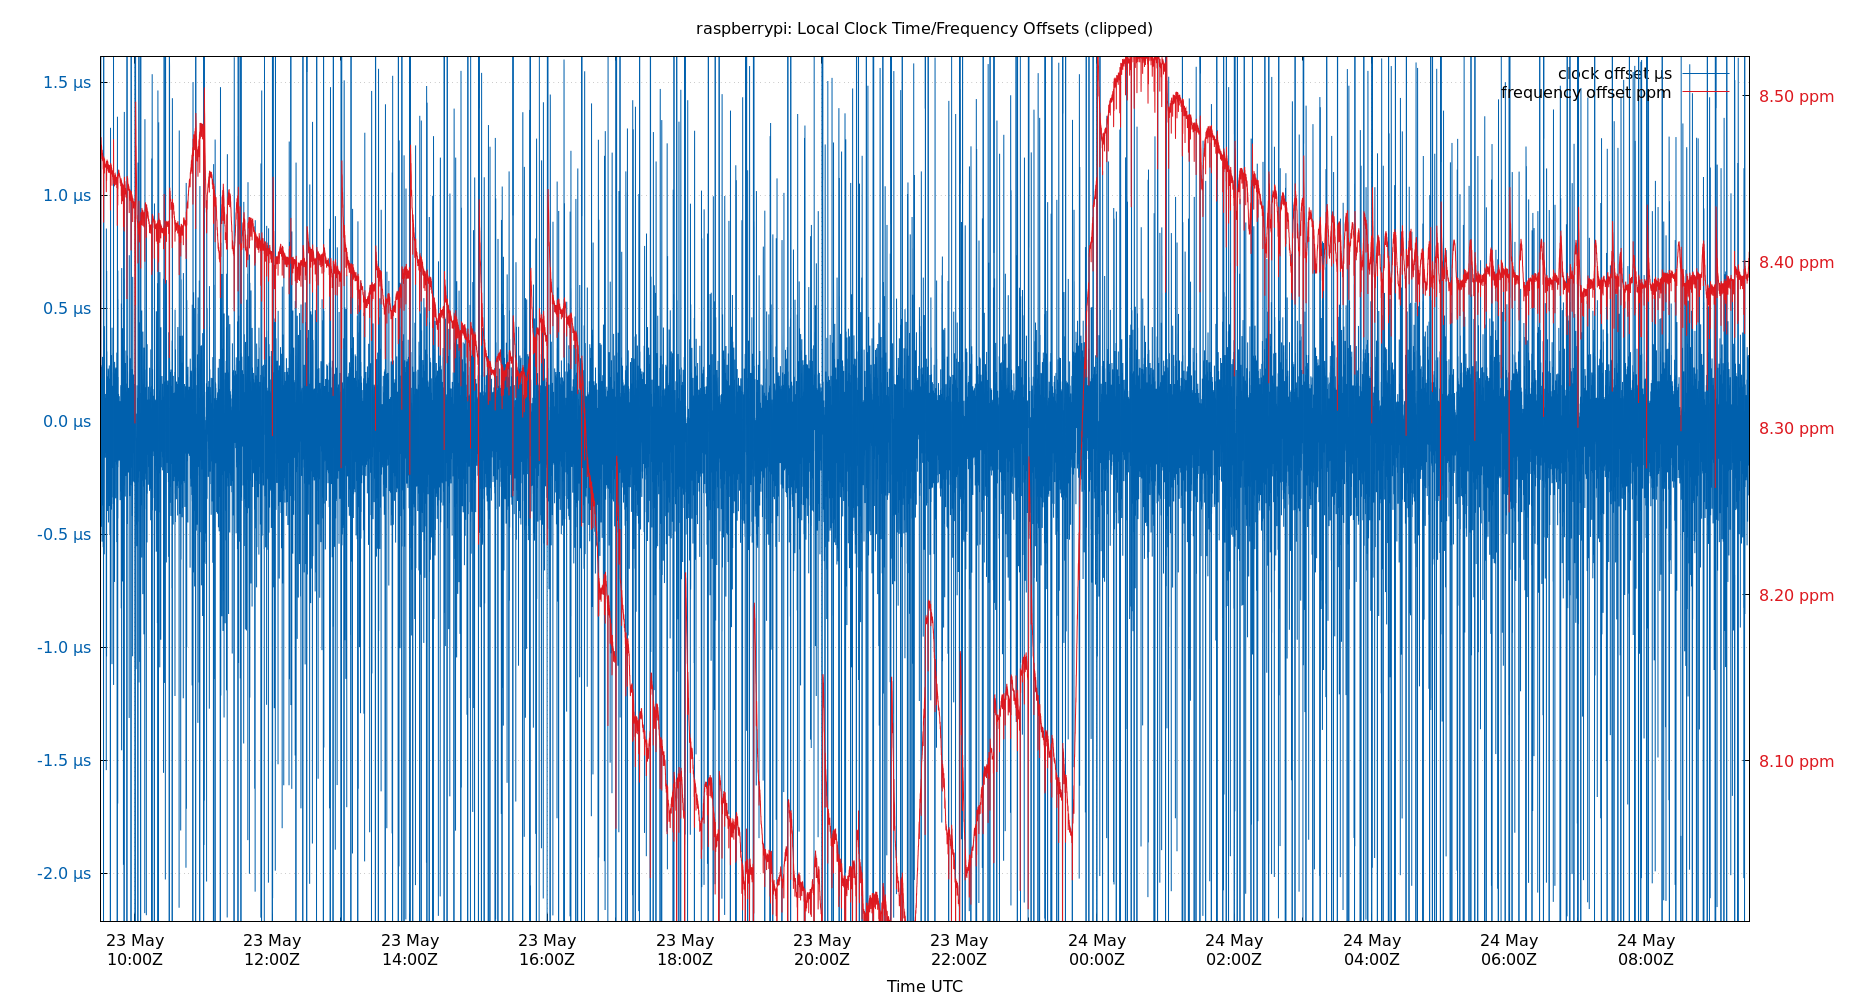 raspberrypi: Local Clock Time/Frequency Offsets (clipped)
clock offset µs
frequency offset ppm
1.5 µs
1.0 µs
0.5 µs
0.0 µs
-0.5 µs
-1.0 µs
-1.5 µs
-2.0 µs
8.50 ppm
8.40 ppm
8.30 ppm
8.20 ppm
8.10 ppm
23 May
10:00Z
23 May
12:00Z
23 May
14:00Z
23 May
16:00Z
23 May
18:00Z
23 May
20:00Z
23 May
22:00Z
24 May
00:00Z
24 May
02:00Z
24 May
04:00Z
24 May
06:00Z
24 May
08:00Z
Time UTC